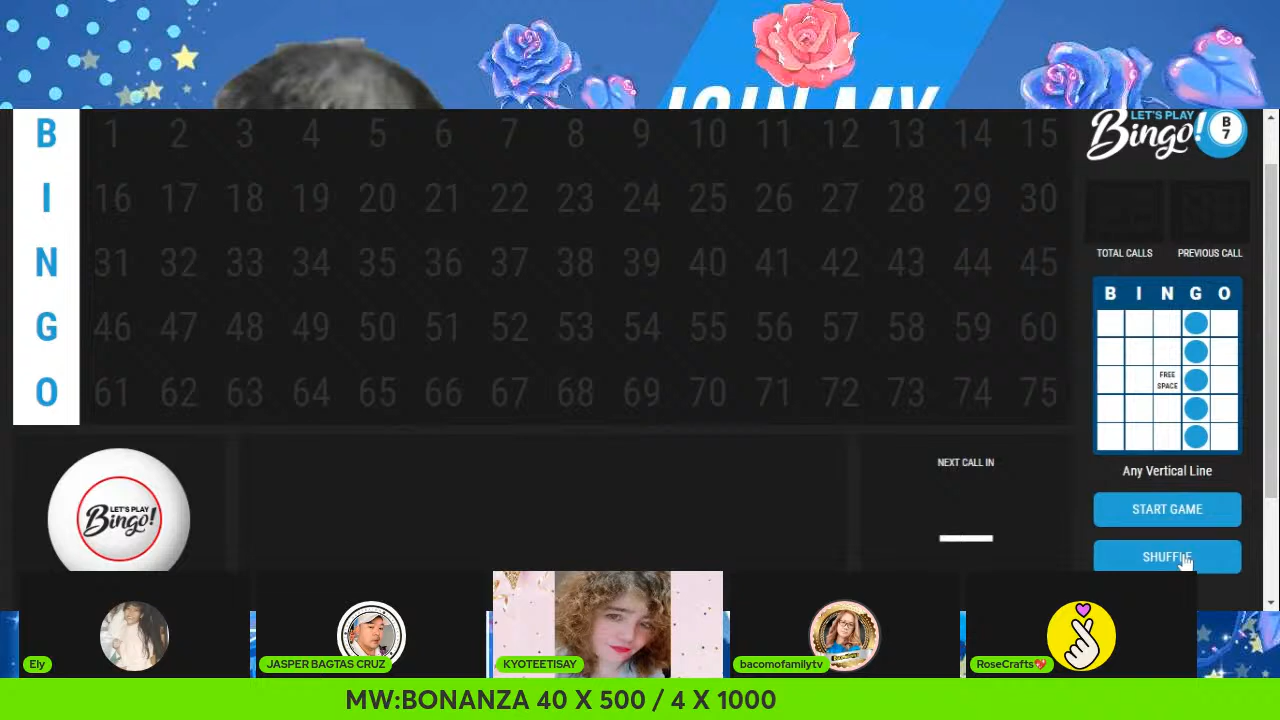 JOIN MY
B 1 2 3 4 5 6 7 8 9 10 11 12 13 14 15
I 16 17 18 19 20 21 22 23 24 25 26 27 28 29 30
N 31 32 33 34 35 36 37 38 39 40 41 42 43 44 45
G 46 47 48 49 50 51 52 53 54 55 56 57 58 59 60
O 61 62 63 64 65 66 67 68 69 70 71 72 73 74 75
LET'S PLAY
Bingo!
B
7
TOTAL CALLS PREVIOUS CALL
B I N G O
FREE
SPACE
Any Vertical Line
START GAME
SHUFFLE
NEXT CALL IN
LET'S PLAY
Bingo!
Ely
JASPER BAGTAS CRUZ
KYOTEETISAY
bacomofamilytv
RoseCrafts💖
MW:BONANZA 40 X 500 / 4 X 1000